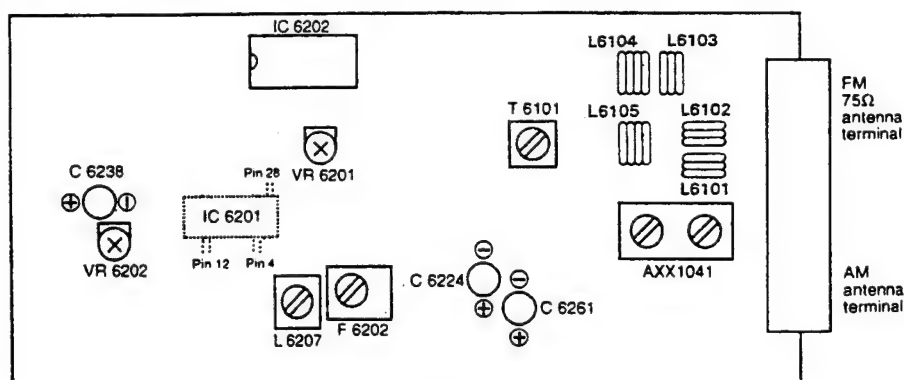 IC 6202
L6104 L6103
FM
75Ω
antenna
terminal
T 6101
L6105
L6102
VR 6201
C 6238
Pin 28
L6101
⊕ ⊖
IC 6201
VR 6202
Pin 12
Pin 4
AXX1041
AM
antenna
terminal
⊖
C 6224
⊕
⊖
C 6261
⊕
L 6207
F 6202